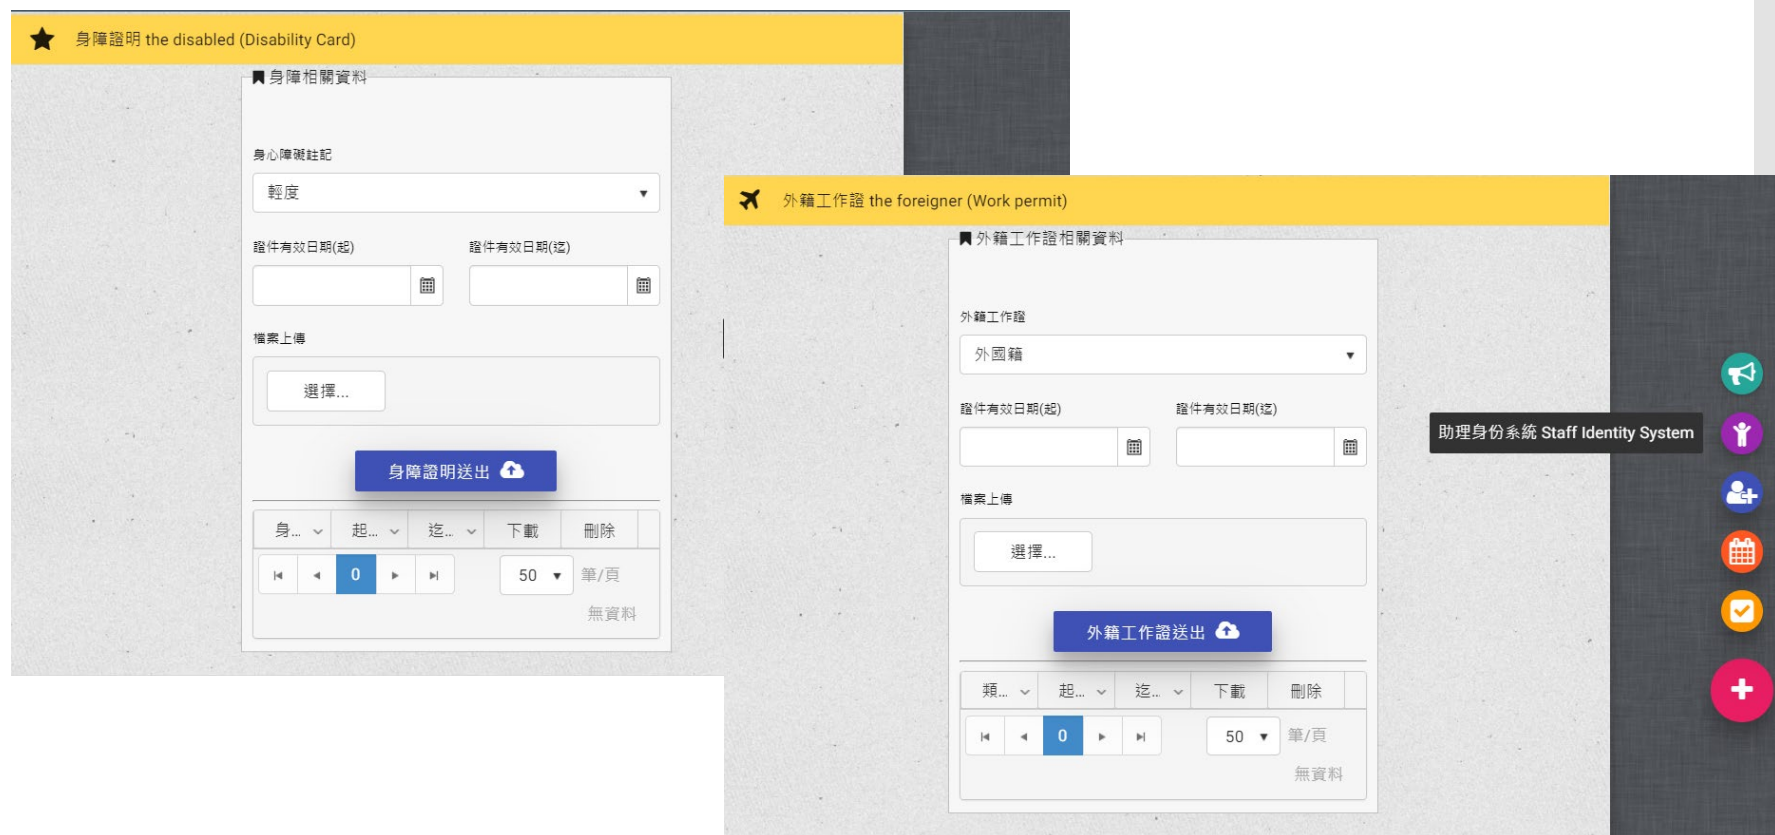 身障證明 the disabled (Disability Card)
身障相關資料
身心障礙註記
輕度
證件有效日期(起) 證件有效日期(迄)
檔案上傳
選擇...
身障證明送出
身... 起... 迄... 下載 刪除
0 50 筆/頁
無資料
外籍工作證 the foreigner (Work permit)
外籍工作證相關資料
外籍工作證
外國籍
證件有效日期(起) 證件有效日期(迄)
檔案上傳
選擇...
外籍工作證送出
類... 起... 迄... 下載 刪除
0 50 筆/頁
無資料
助理身份系統 Staff Identity System